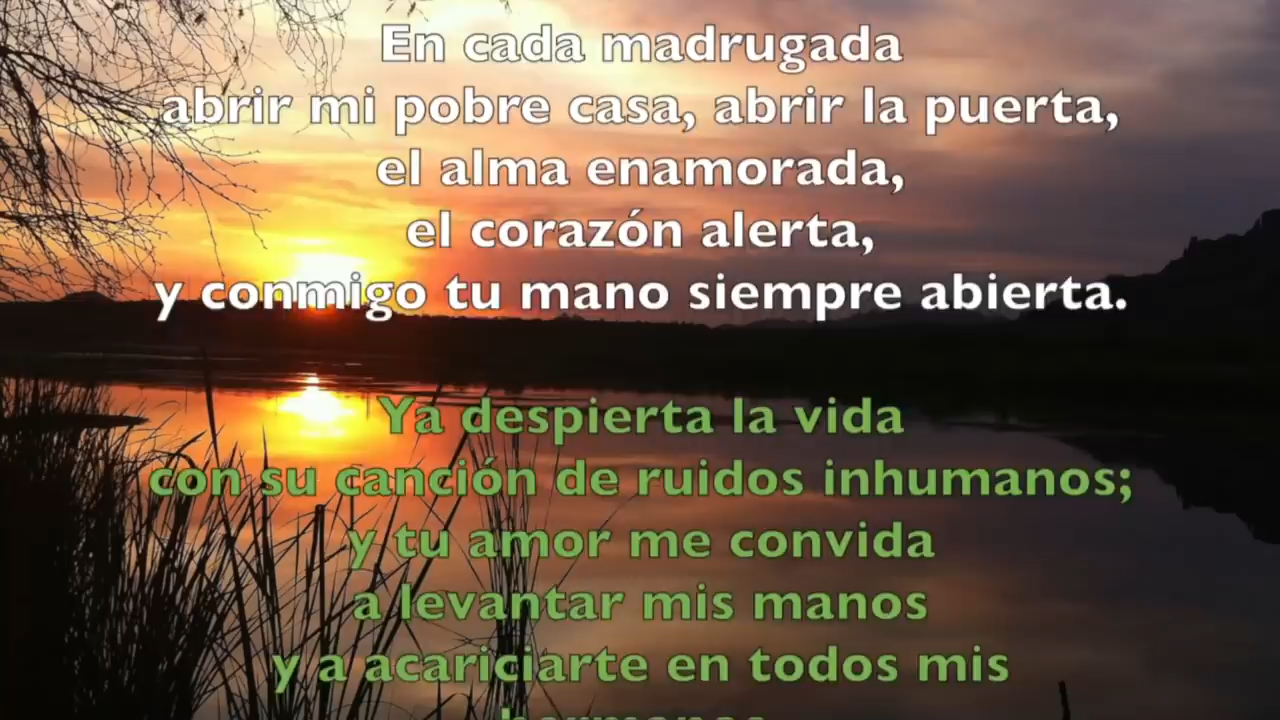 En cada madrugada
abrir mi pobre casa, abrir la puerta,
el alma enamorada,
el corazón alerta,
y conmigo tu mano siempre abierta.
Ya despierta la vida
con su canción de ruidos inhumanos;
y tu amor me convida
a levantar mis manos
y a acariciarte en todos mis